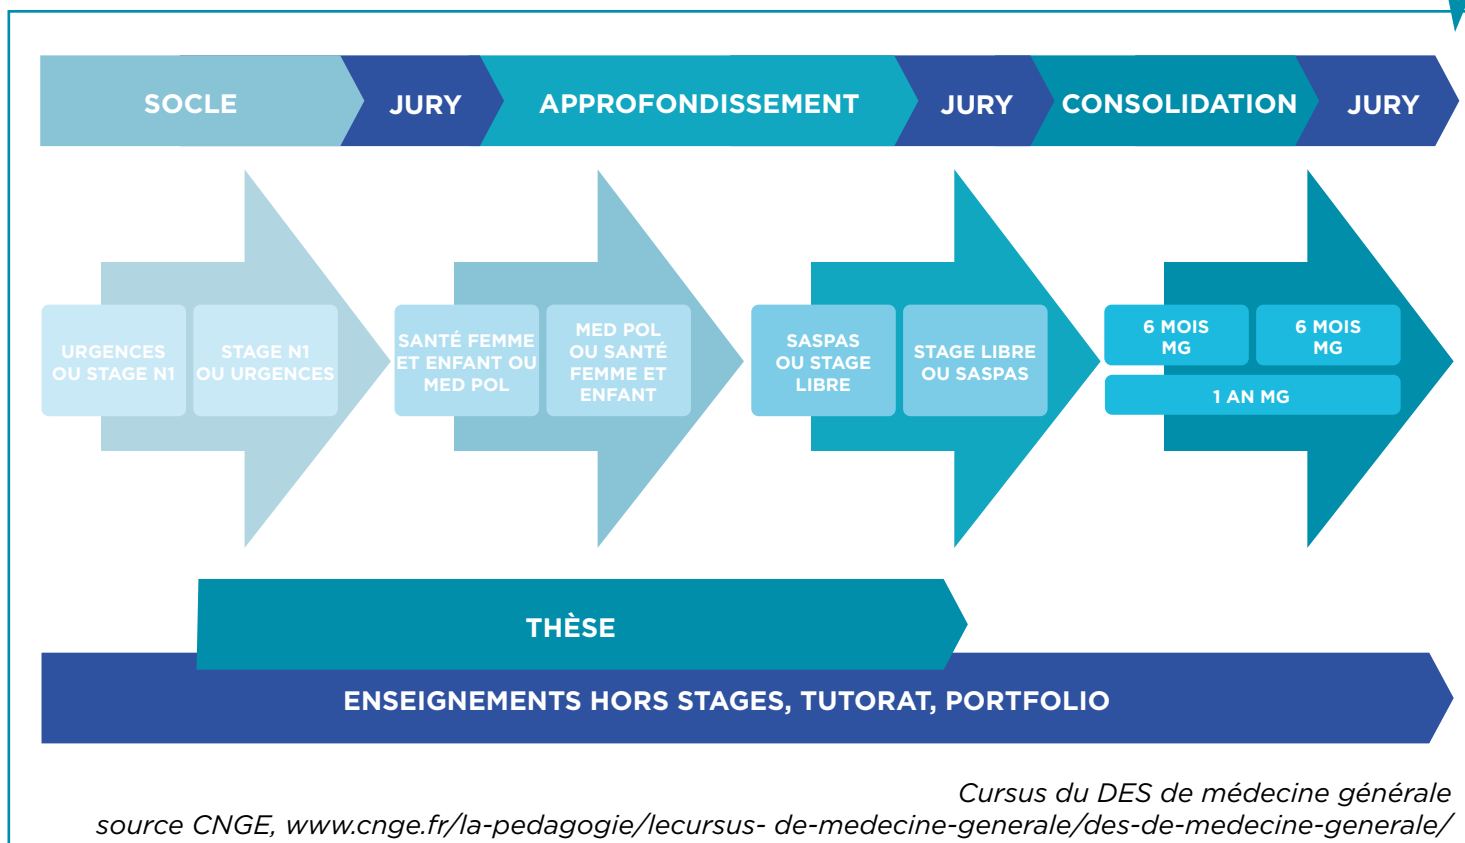 SOCLE
JURY
APPROFONDISSEMENT
JURY
CONSOLIDATION
JURY
URGENCES
OU STAGE N1
STAGE N1
OU URGENCES
SANTÉ FEMME
ET ENFANT OU
MED POL
MED POL
OU SANTÉ
FEMME ET
ENFANT
SASPAS
OU STAGE
LIBRE
STAGE LIBRE
OU SASPAS
6 MOIS
MG
6 MOIS
MG
1 AN MG
THÈSE
ENSEIGNEMENTS HORS STAGES, TUTORAT, PORTFOLIO
Cursus du DES de médecine générale
source CNGE, www.cnge.fr/la-pedagogie/lecursus- de-medecine-generale/des-de-medecine-generale/